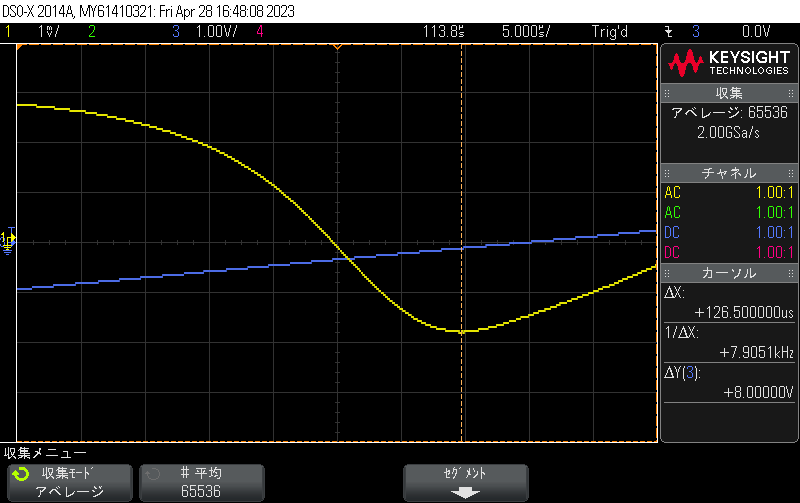 DSO-X 2014A, MY61410321: Fri Apr 28 16:48:08 2023
1 1%/ 2 3 1.00V/ 4 113.8s 5.000s/ Trig'd 3 0.0V
KEYSIGHT
TECHNOLOGIES
収集
アベレージ: 65536
2.00GSa/s
チャネル
AC 1.00:1
AC 1.00:1
DC 1.00:1
DC 1.00:1
カーソル
ΔX:
+126.500000us
1/ΔX:
+7.9051kHz
ΔY(3):
+8.00000V
収集メニュー
収集モード
アベレージ
# 平均
65536
セグメント